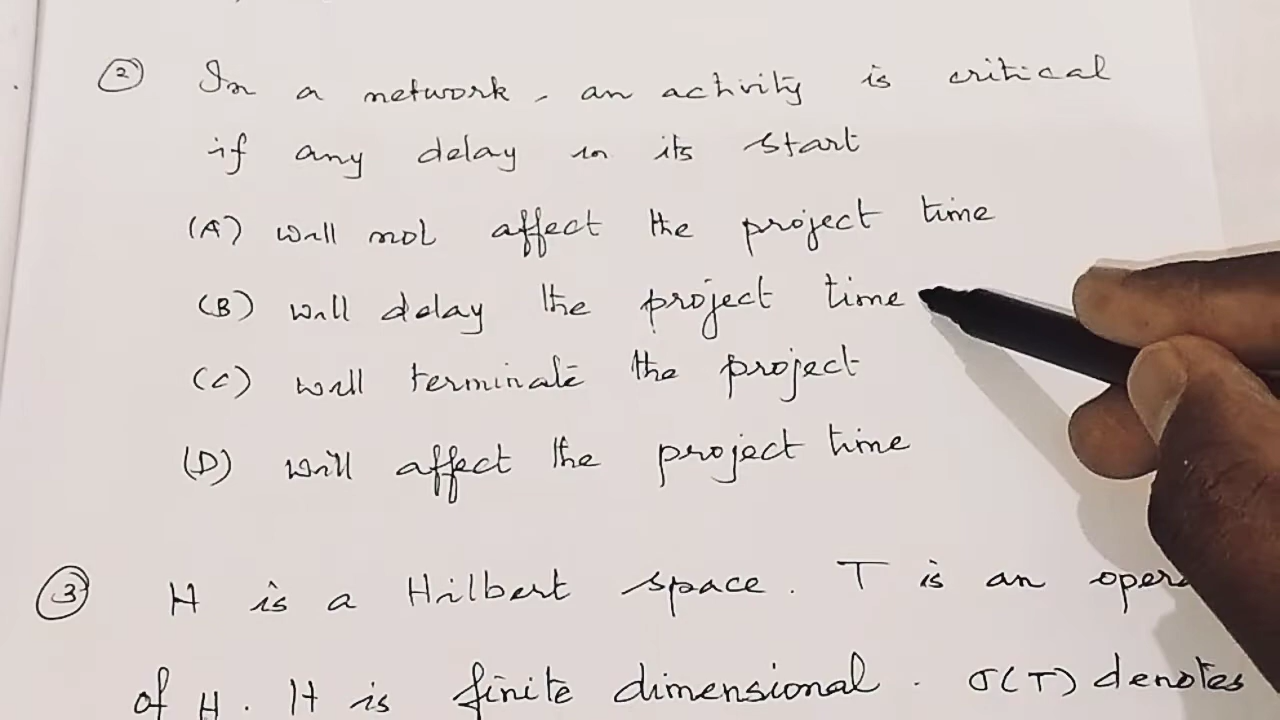 ② In a network, an activity is critical
if any delay in its start
(A) will not affect the project time
(B) will delay the project time
(C) will terminate the project
(D) will affect the project time
③ H is a Hilbert space. T is an
of H. H is finite dimensional. σ(T) denotes